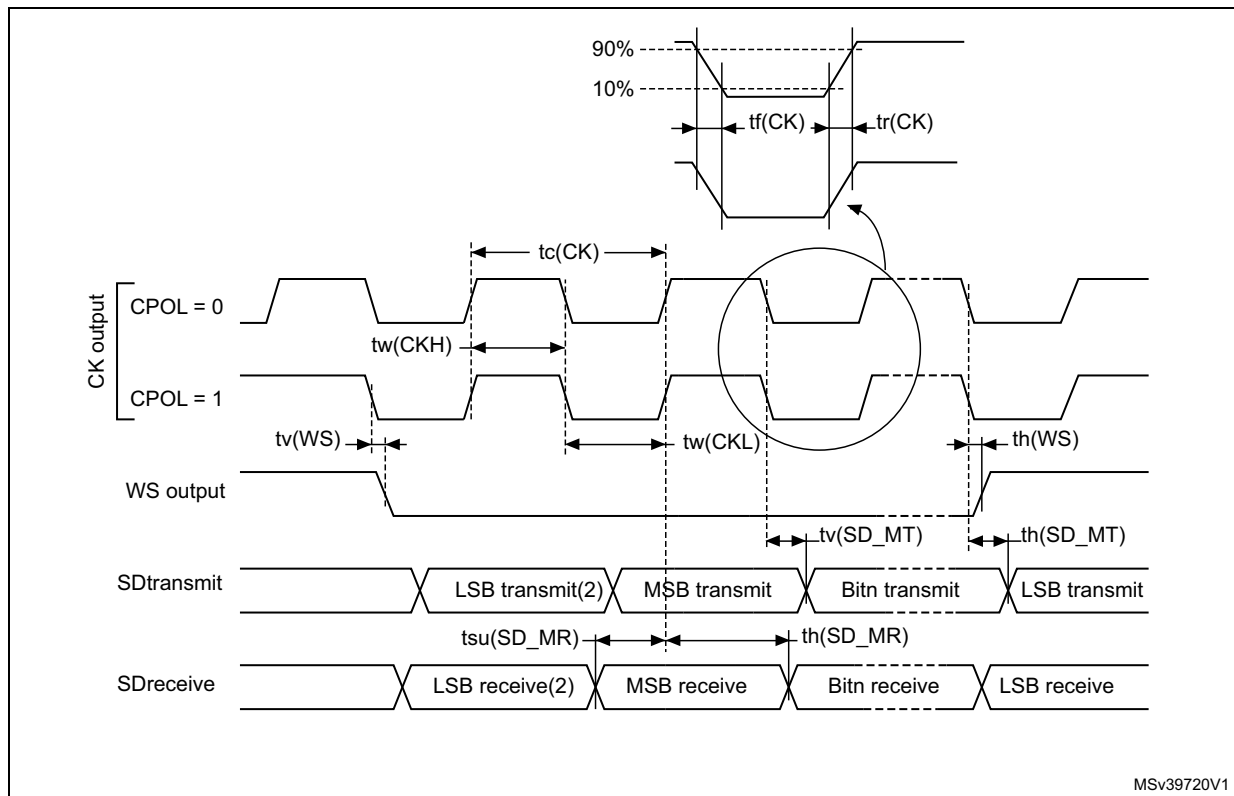 90%
10%
tf(CK)
tr(CK)
tc(CK)
CK output
CPOL = 0
tw(CKH)
CPOL = 1
tv(WS)
tw(CKL)
th(WS)
WS output
tv(SD_MT)
th(SD_MT)
SDtransmit
LSB transmit(2)
MSB transmit
Bitn transmit
LSB transmit
tsu(SD_MR)
th(SD_MR)
SDreceive
LSB receive(2)
MSB receive
Bitn receive
LSB receive
MSv39720V1